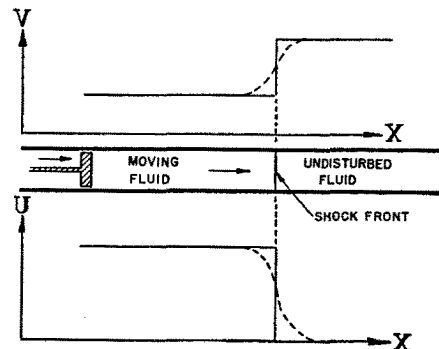 V
X
MOVING
FLUID
UNDISTURBED
FLUID
SHOCK FRONT
U
X